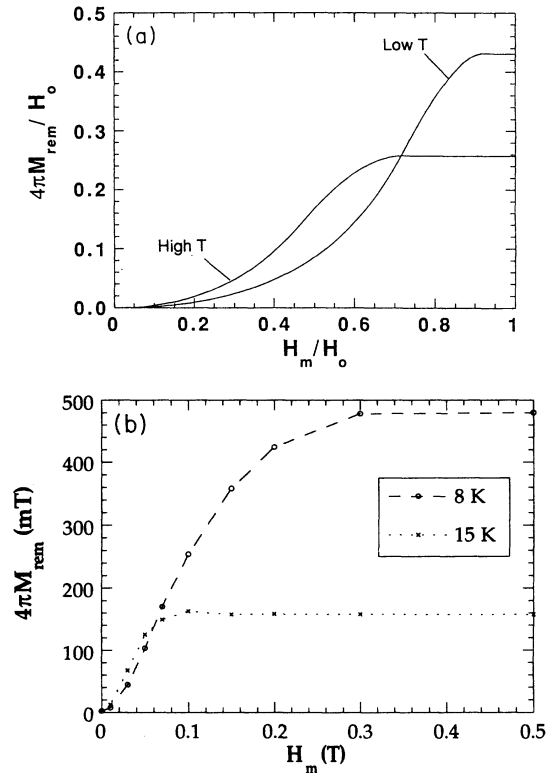 (a)
4πM_rem / H_o
0.5
0.4
0.3
0.2
0.1
0.0
Low T
High T
0 0.2 0.4 0.6 0.8 1
H_m/H_o
(b)
4πM_rem (mT)
500
400
300
200
100
0
8 K
15 K
0.0 0.1 0.2 0.3 0.4 0.5
H_m (T)